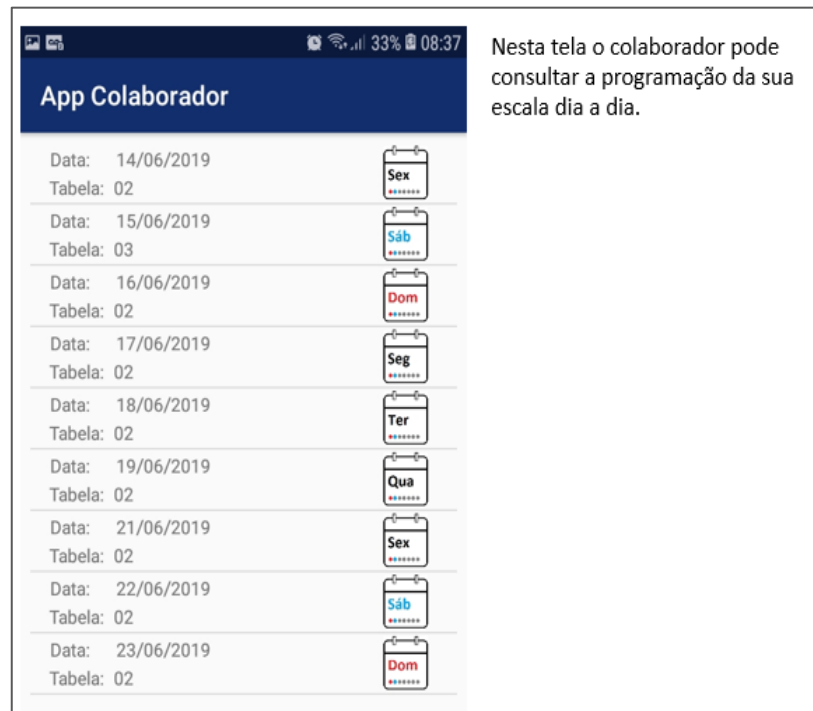 33% 08:37
App Colaborador
Data: 14/06/2019
Tabela: 02
Sex
Data: 15/06/2019
Tabela: 03
Sáb
Data: 16/06/2019
Tabela: 02
Dom
Data: 17/06/2019
Tabela: 02
Seg
Data: 18/06/2019
Tabela: 02
Ter
Data: 19/06/2019
Tabela: 02
Qua
Data: 21/06/2019
Tabela: 02
Sex
Data: 22/06/2019
Tabela: 02
Sáb
Data: 23/06/2019
Tabela: 02
Dom
Nesta tela o colaborador pode
consultar a programação da sua
escala dia a dia.